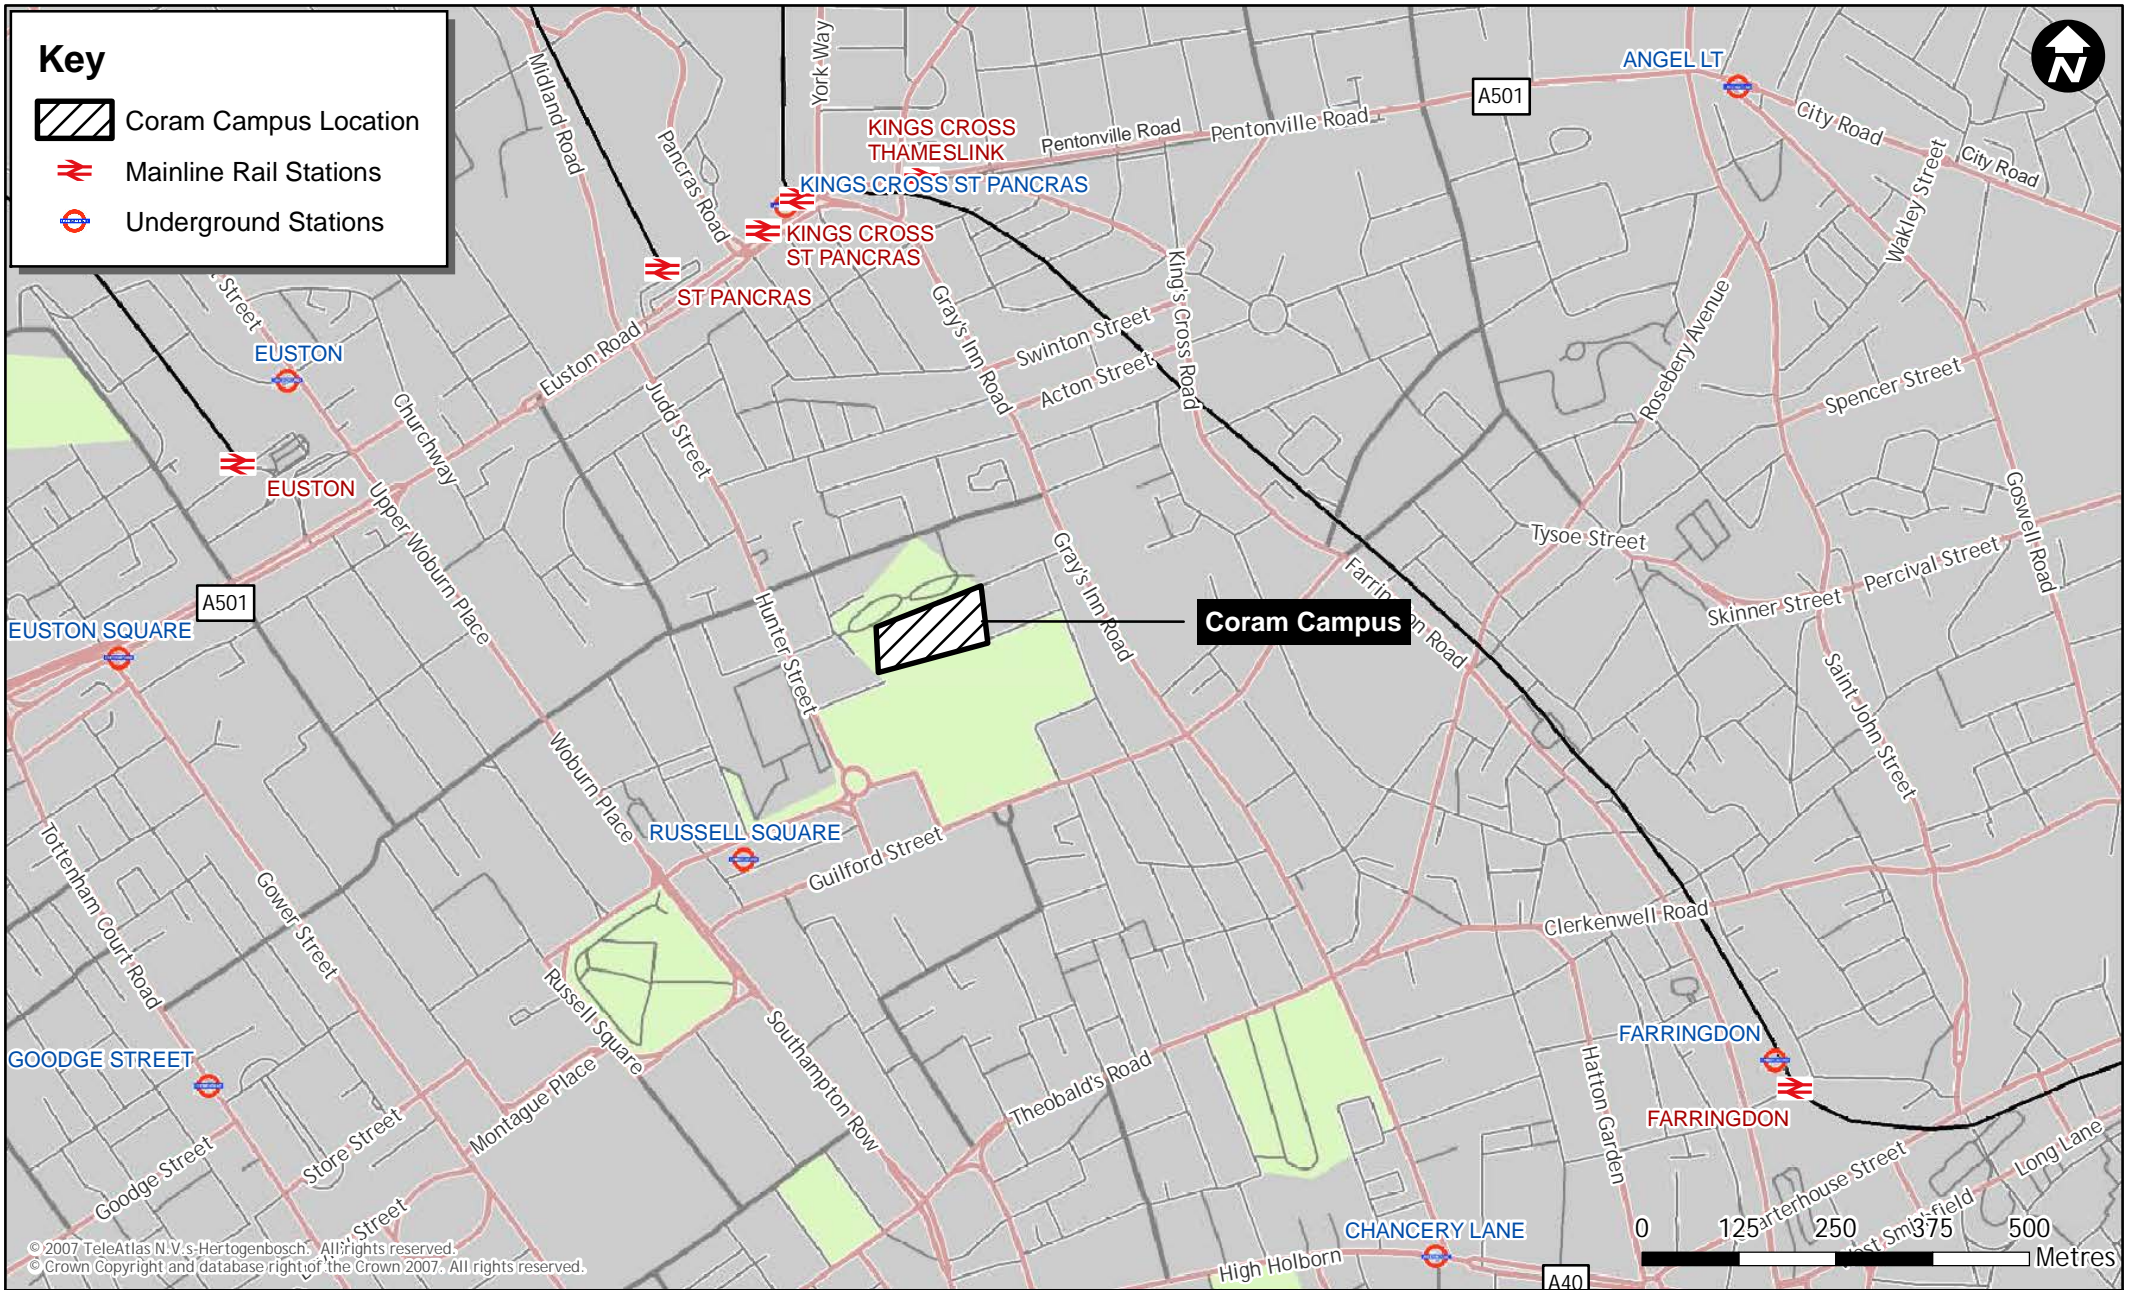 Key
Coram Campus Location
Mainline Rail Stations
Underground Stations
Midland Road
Pancras Road
York Way
KINGS CROSS
THAMESLINK
Pentonville Road
Pentonville Road
A501
ANGEL LT
City Road
City Road
Wakley Street
N
KINGS CROSS ST PANCRAS
KINGS CROSS
ST PANCRAS
ST PANCRAS
Street
EUSTON
Euston Road
Churchway
EUSTON
Judd Street
Gray's Inn Road
Swinton Street
Acton Street
King's Cross Road
Rosebery Avenue
Spencer Street
Goswell Road
Upper Woburn Place
A501
EUSTON SQUARE
Hunter Street
Gray's Inn Road
Coram Campus
Farringdon Road
Tysoe Street
Skinner Street
Percival Street
Saint John Street
Woburn Place
RUSSELL SQUARE
Guilford Street
Tottenham Court Road
Gower Street
Russell Square
Clerkenwell Road
GOODGE STREET
Goodge Street
Store Street
Montague Place
Southampton Row
Theobald's Road
Hatton Garden
FARRINGDON
FARRINGDON
Long Lane
Street
CHANCERY LANE
High Holborn
A40
arterhouse Street
0 125 250 375 500
Metres
© 2007 TeleAtlas N.V.s-Hertogenbosch. All rights reserved.
© Crown Copyright and database right of the Crown 2007. All rights reserved.